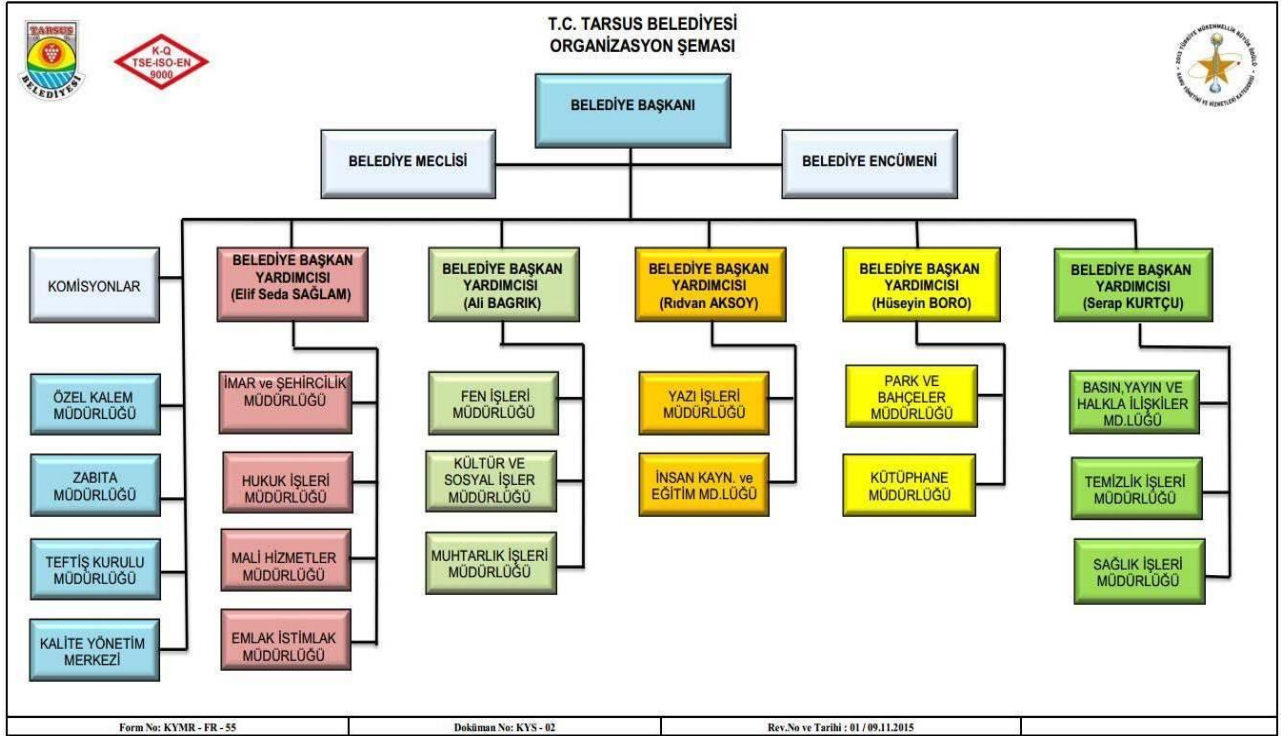 T.C. TARSUS BELEDİYESİ
ORGANİZASYON ŞEMASI
TARSUS
BELEDİYESİ
K-Q
TSE-ISO-EN
9000
BELEDİYE BAŞKANI
BELEDİYE MECLİSİ
BELEDİYE ENCÜMENİ
KOMİSYONLAR
ÖZEL KALEM
MÜDÜRLÜĞÜ
ZABITA
MÜDÜRLÜĞÜ
TEFTİŞ KURULU
MÜDÜRLÜĞÜ
KALİTE YÖNETİM
MERKEZİ
BELEDİYE BAŞKAN
YARDIMCISI
(Elif Seda SAĞLAM)
İMAR ve ŞEHİRCİLİK
MÜDÜRLÜĞÜ
HUKUK İŞLERİ
MÜDÜRLÜĞÜ
MALİ HİZMETLER
MÜDÜRLÜĞÜ
EMLAK İSTİMLAK
MÜDÜRLÜĞÜ
BELEDİYE BAŞKAN
YARDIMCISI
(Ali BAGRIK)
FEN İŞLERİ
MÜDÜRLÜĞÜ
KÜLTÜR VE
SOSYAL İŞLER
MÜDÜRLÜĞÜ
MUHTARLIK İŞLERİ
MÜDÜRLÜĞÜ
BELEDİYE BAŞKAN
YARDIMCISI
(Rıdvan AKSOY)
YAZI İŞLERİ
MÜDÜRLÜĞÜ
İNSAN KAYN. ve
EĞİTİM MD.LÜĞÜ
BELEDİYE BAŞKAN
YARDIMCISI
(Hüseyin BORO)
PARK VE
BAHÇELER
MÜDÜRLÜĞÜ
KÜTÜPHANE
MÜDÜRLÜĞÜ
BELEDİYE BAŞKAN
YARDIMCISI
(Serap KURTÇU)
BASIN,YAYIN VE
HALKLA İLİŞKİLER
MD.LÜĞÜ
TEMİZLİK İŞLERİ
MÜDÜRLÜĞÜ
SAĞLIK İŞLERİ
MÜDÜRLÜĞÜ
Form No: KYMR - FR - 55
Doküman No: KYS - 02
Rev.No ve Tarihi : 01 / 09.11.2015